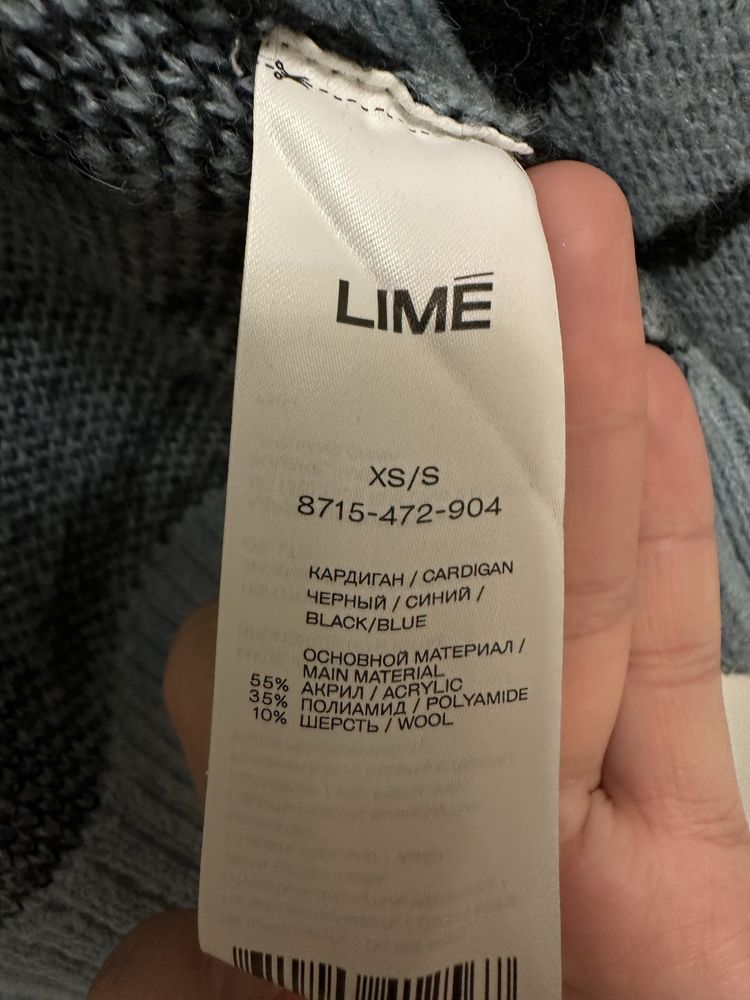 LIMÉ
XS/S
8715-472-904
КАРДИГАН / CARDIGAN
ЧЕРНЫЙ / СИНИЙ /
BLACK/BLUE
ОСНОВНОЙ МАТЕРИАЛ /
MAIN MATERIAL
55% АКРИЛ / ACRYLIC
35% ПОЛИАМИД / POLYAMIDE
10% ШЕРСТЬ / WOOL